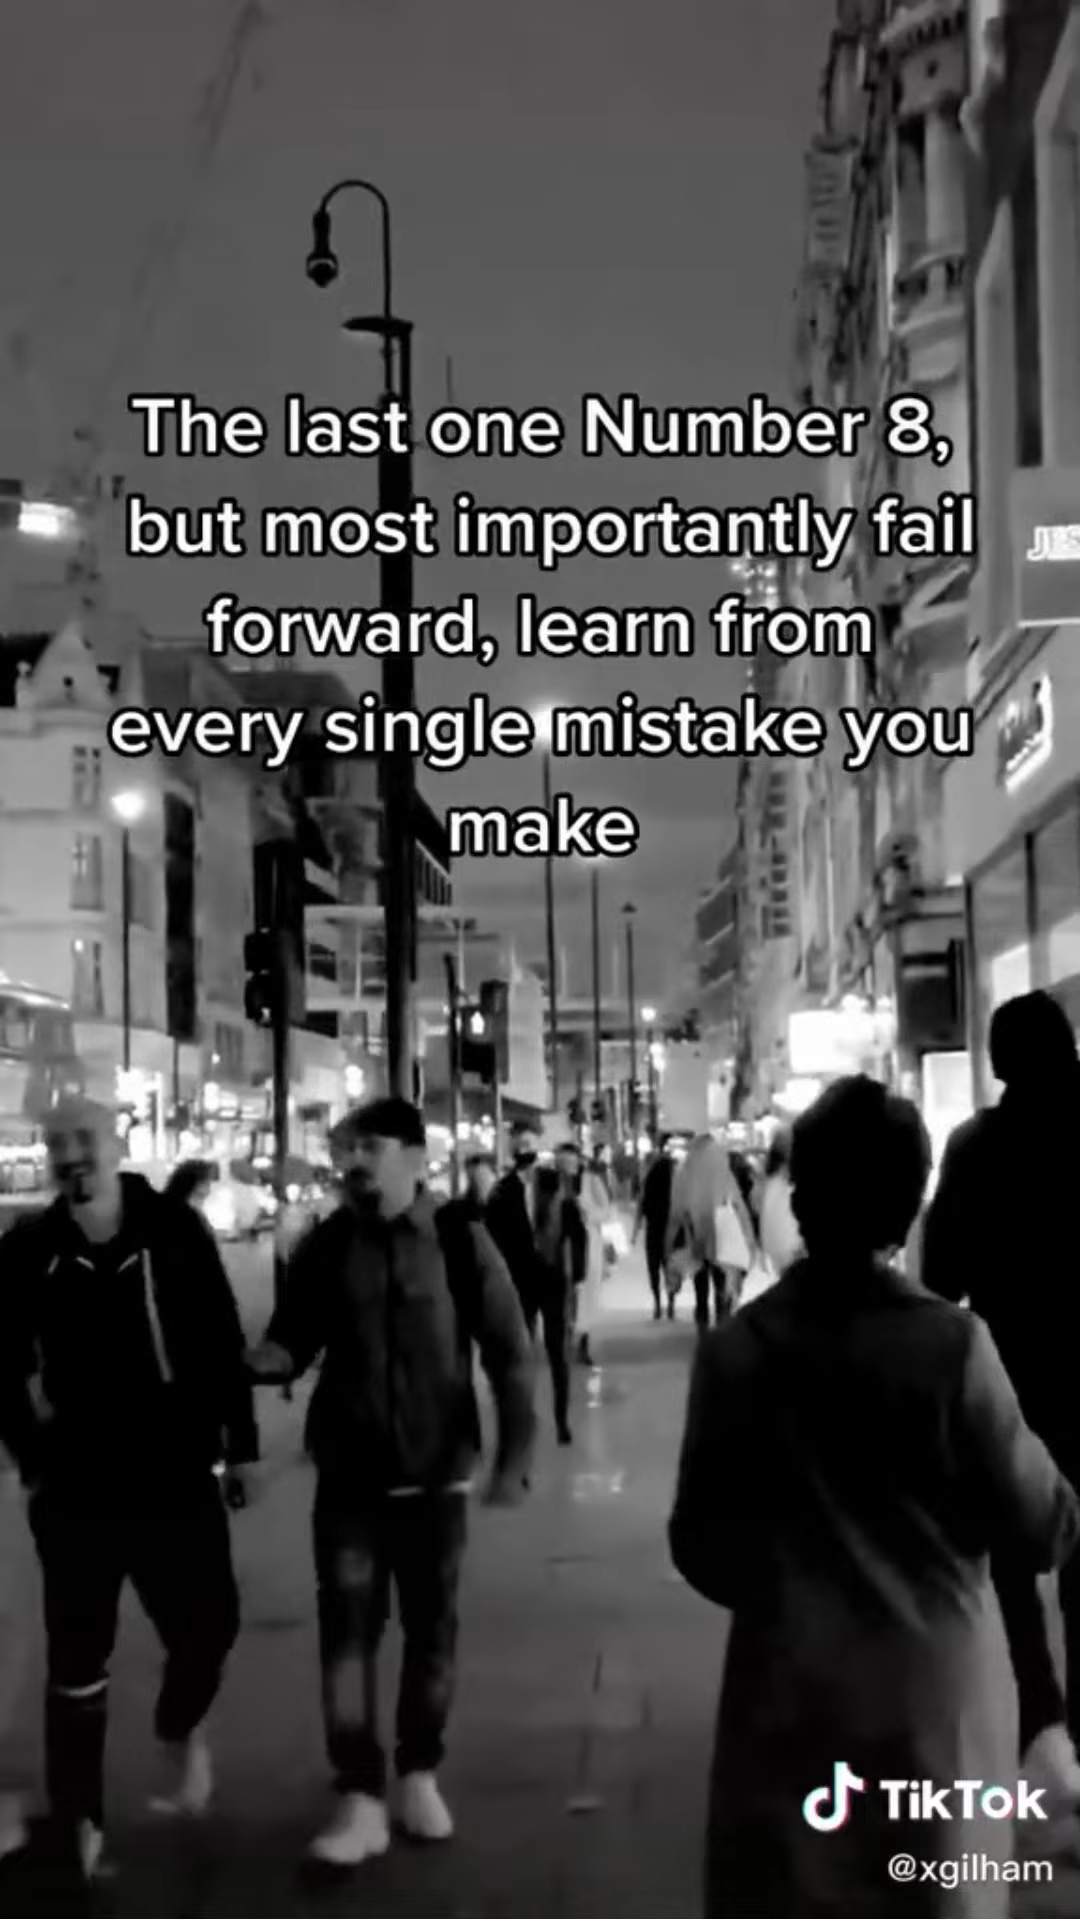 The last one Number 8,
but most importantly fail
forward, learn from
every single mistake you
make
TikTok
@xgilham